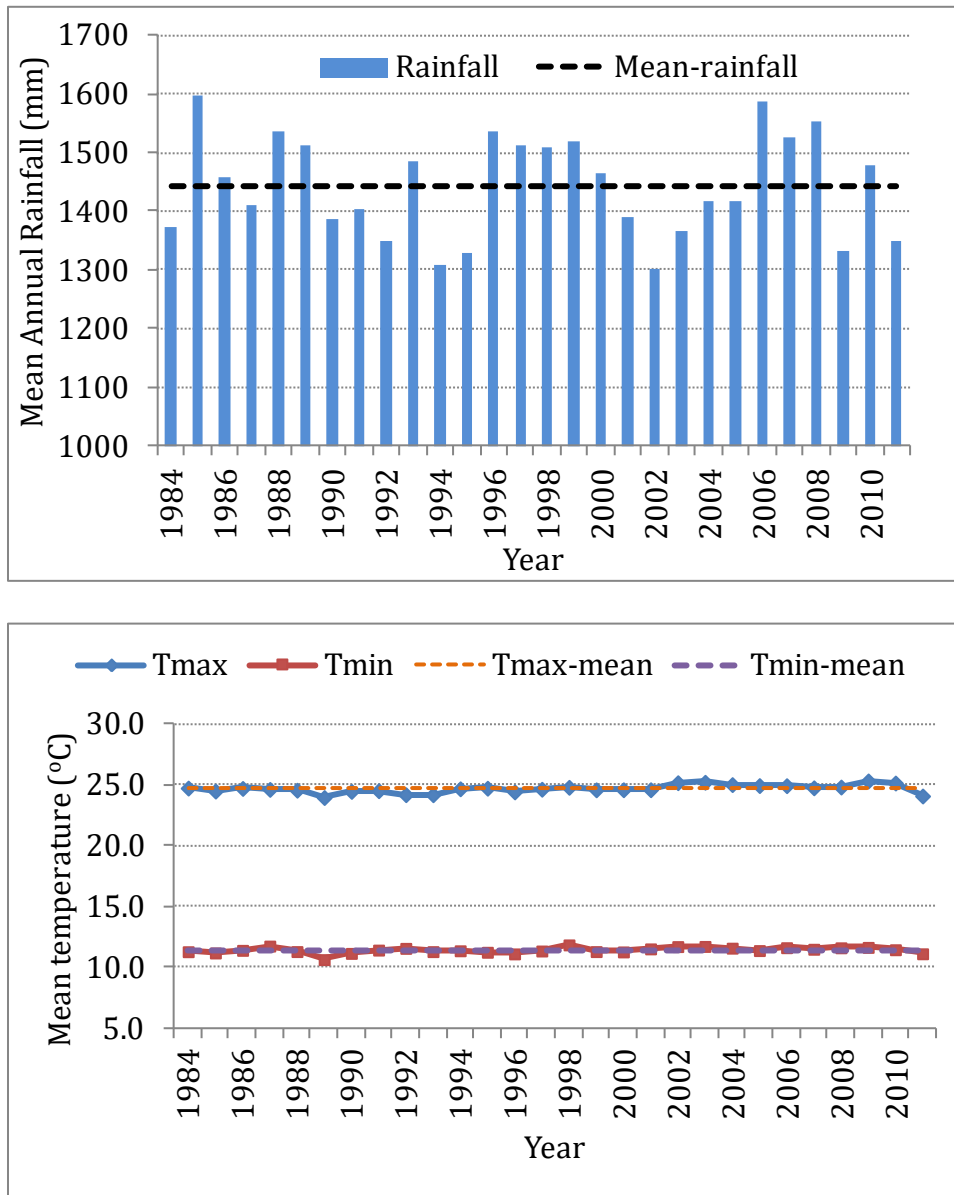 1700
Rainfall Mean-rainfall
1600
1500
1400
1300
1200
1100
1000
Mean Annual Rainfall (mm)
1984 1986 1988 1990 1992 1994 1996 1998 2000 2002 2004 2006 2008 2010
Year
Tmax Tmin Tmax-mean Tmin-mean
30.0
25.0
20.0
15.0
10.0
5.0
Mean temperature (°C)
1984 1986 1988 1990 1992 1994 1996 1998 2000 2002 2004 2006 2008 2010
Year